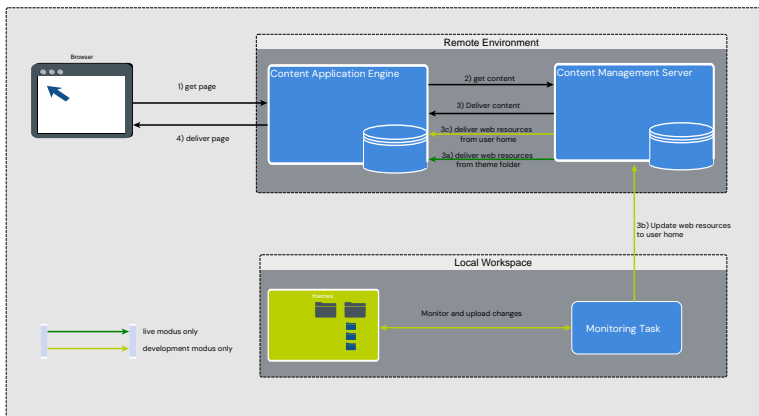 Browser
Remote Environment
Content Application Engine
Content Management Server
1) get page
2) get content
3) Deliver content
4) deliver page
3c) deliver web resources
from user home
3a) deliver web resources
from theme folder
3b) Update web resources
to user home
Local Workspace
themes
Monitor and upload changes
Monitoring Task
live modus only
development modus only